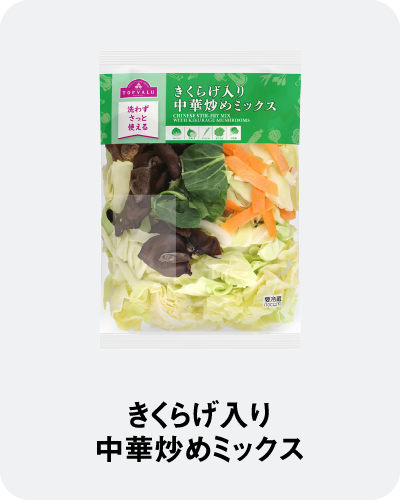 TOPVALU
洗わず
さっと
使える
きくらげ入り
中華炒めミックス
CHINESE STIR-FRY MIX
WITH KIKURAGE MUSHROOMS
要冷蔵
きくらげ入り
中華炒めミックス